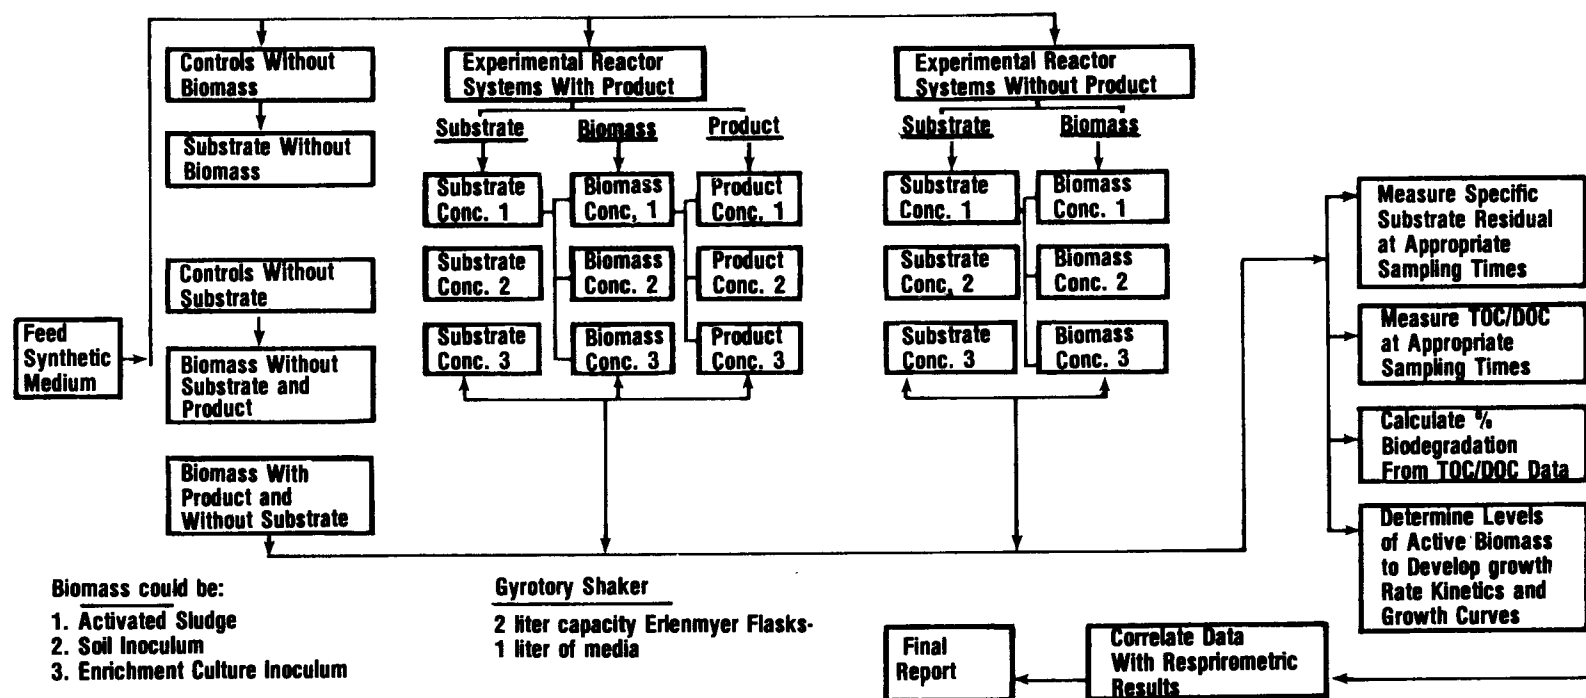 Feed
Synthetic
Medium
Controls Without
Biomass
Substrate Without
Biomass
Controls Without
Substrate
Biomass Without
Substrate and
Product
Biomass With
Product and
Without Substrate
Experimental Reactor
Systems With Product
Substrate
Biomass
Product
Substrate
Conc. 1
Biomass
Conc, 1
Product
Conc. 1
Substrate
Conc. 2
Biomass
Conc. 2
Product
Conc. 2
Substrate
Conc. 3
Biomass
Conc. 3
Product
Conc. 3
Experimental Reactor
Systems Without Product
Substrate
Biomass
Substrate
Conc. 1
Biomass
Conc. 1
Substrate
Conc, 2
Biomass
Conc. 2
Substrate
Conc. 3
Biomass
Conc. 3
Measure Specific
Substrate Residual
at Appropriate
Sampling Times
Measure TOC/DOC
at Appropriate
Sampling Times
Calculate %
Biodegradation
From TOC/DOC Data
Determine Levels
of Active Biomass
to Develop growth
Rate Kinetics and
Growth Curves
Biomass could be:
1. Activated Sludge
2. Soil Inoculum
3. Enrichment Culture Inoculum
Gyrotory Shaker
2 liter capacity Erlenmyer Flasks-
1 liter of media
Final
Report
Correlate Data
With Resprirometric
Results